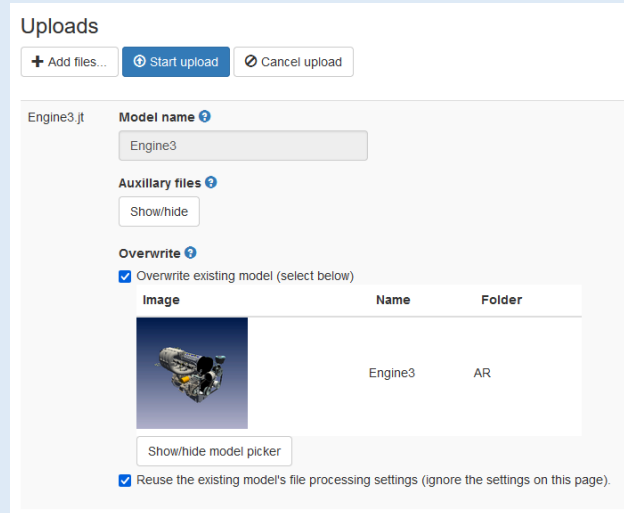 Uploads
Add files... Start upload Cancel upload
Engine3.jt Model name
Engine3
Auxillary files
Show/hide
Overwrite
Overwrite existing model (select below)
Image Name Folder
Engine3 AR
Show/hide model picker
Reuse the existing model's file processing settings (ignore the settings on this page).